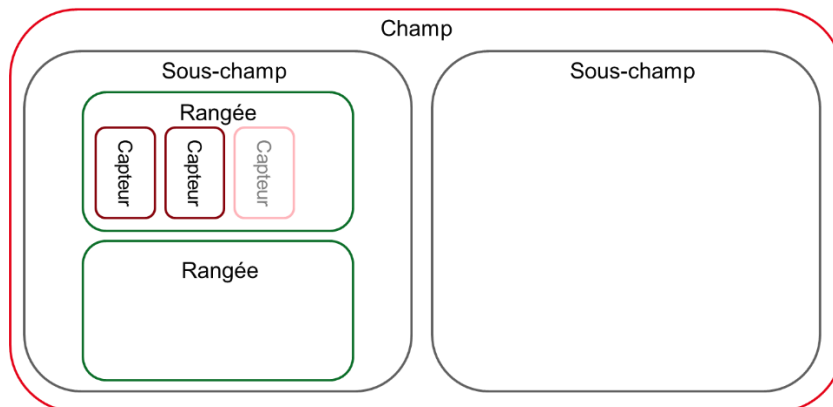 Champ
Sous-champ
Sous-champ
Rangée
Capteur
Capteur
Capteur
Rangée